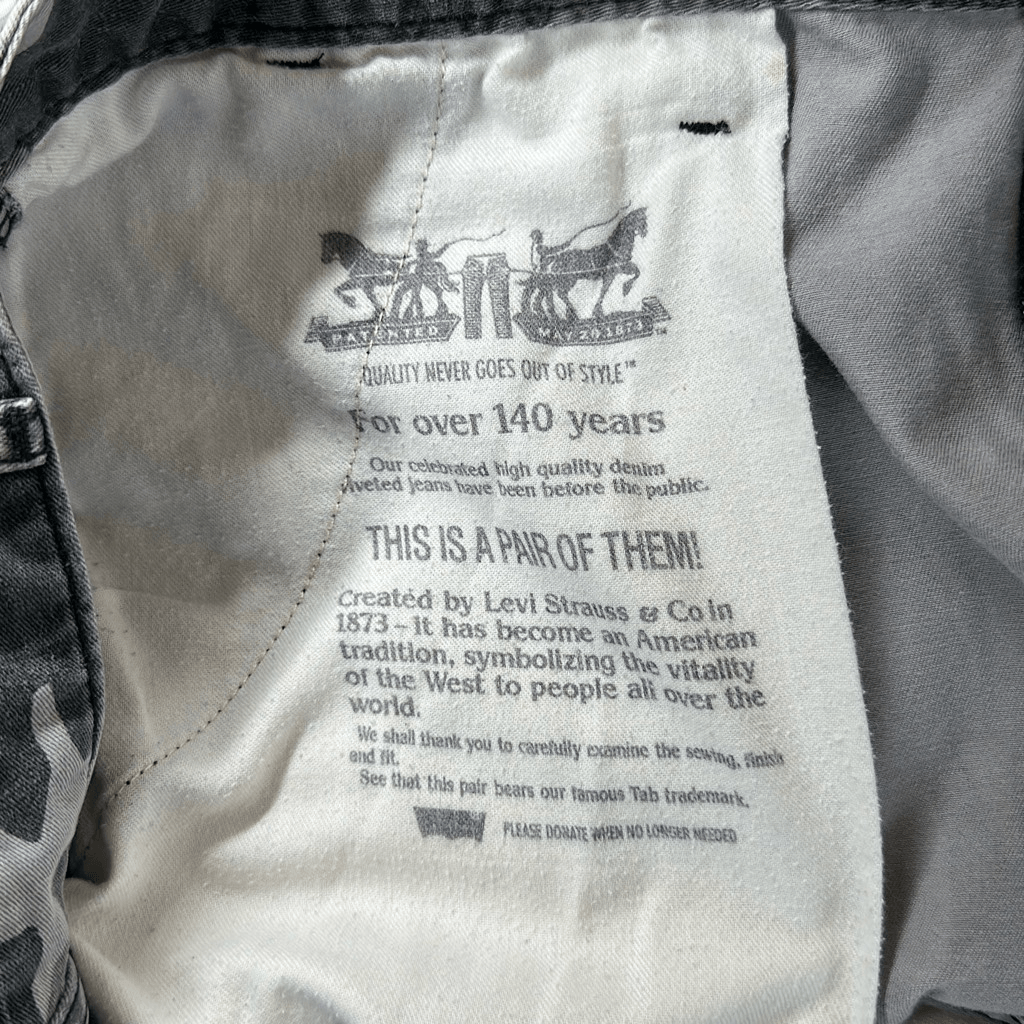 PATENTED MAY 20 1873 ™
"QUALITY NEVER GOES OUT OF STYLE"™
For over 140 years
Our celebrated high quality denim
riveted jeans have been before the public.
THIS IS A PAIR OF THEM!
Created by Levi Strauss & Co in
1873 – it has become an American
tradition, symbolizing the vitality
of the West to people all over the
world.
We shall thank you to carefully examine the sewing, finish
and fit.
See that this pair bears our famous Tab trademark.
PLEASE DONATE WHEN NO LONGER NEEDED